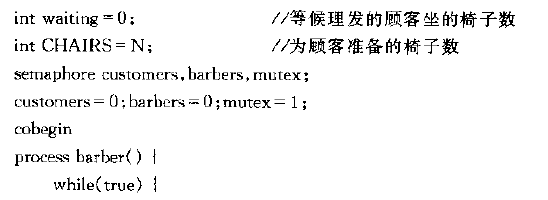 int waiting=0;                //等候理发的顾客坐的椅子数
int CHAIRS=N;                //为顾客准备的椅子数
semaphore customers,barbers,mutex;
customers=0;barbers=0;mutex=1;
cobegin
process barber() {
    while(true) {